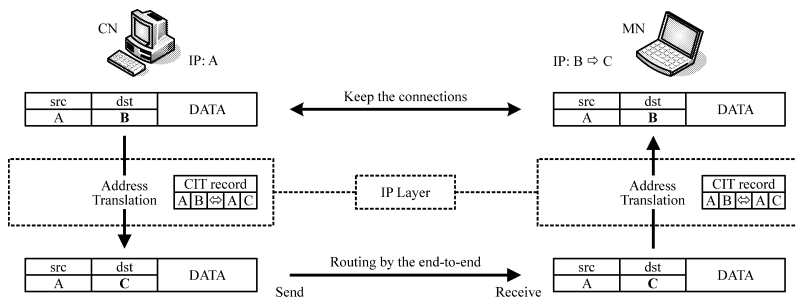 CN
MN
IP: A
IP: B ⇨ C
src dst DATA
A B
Keep the connections
src dst DATA
A B
Address
Translation
CIT record
A B ⇔ A C
IP Layer
Address
Translation
CIT record
A B ⇔ A C
src dst DATA
A C
Routing by the end-to-end
Send Receive
src dst DATA
A C